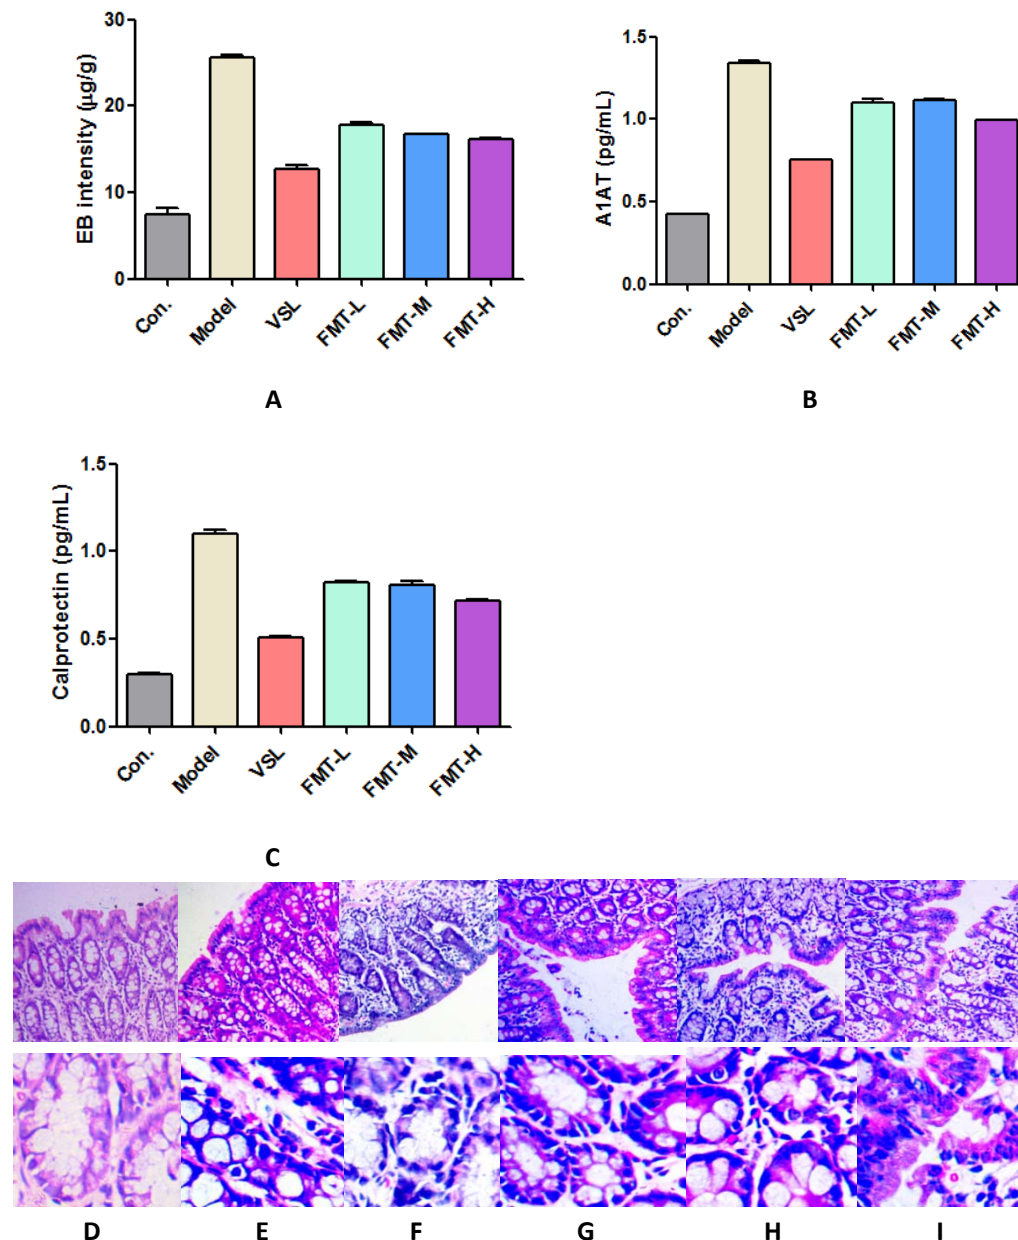 EB intensity (µg/g)
30
20
10
0
Con.
Model
VSL
FMT-L
FMT-M
FMT-H
A
A1AT (pg/mL)
1.5
1.0
0.5
0.0
Con.
Model
VSL
FMT-L
FMT-M
FMT-H
B
Calprotectin (pg/mL)
1.5
1.0
0.5
0.0
Con.
Model
VSL
FMT-L
FMT-M
FMT-H
C
D E F G H I